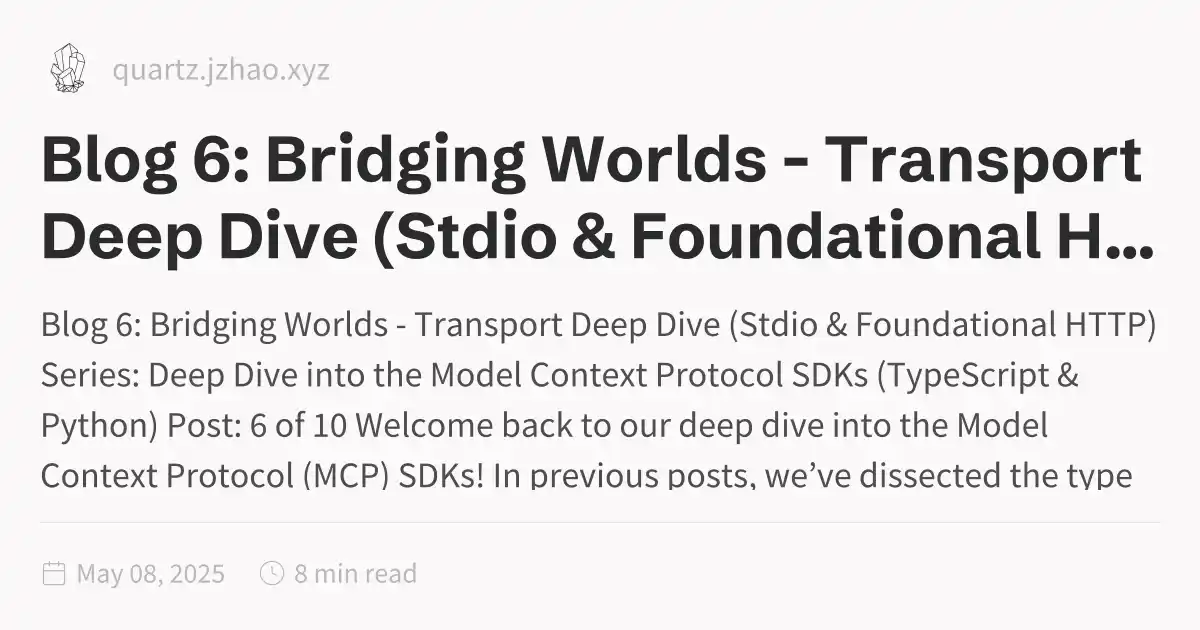 quartz.jzhao.xyz
Blog 6: Bridging Worlds - Transport
Deep Dive (Stdio & Foundational H...
Blog 6: Bridging Worlds - Transport Deep Dive (Stdio & Foundational HTTP)
Series: Deep Dive into the Model Context Protocol SDKs (TypeScript &
Python) Post: 6 of 10 Welcome back to our deep dive into the Model
Context Protocol (MCP) SDKs! In previous posts, we’ve dissected the type
May 08, 2025
8 min read